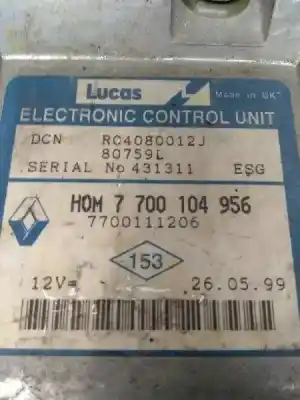 Lucas Made in UK
ELECTRONIC CONTROL UNIT
DCN R04080012J
80759L
SERIAL No 431311 ESG
HOM 7 700 104 956
7700111206
153
12V= 26.05.99